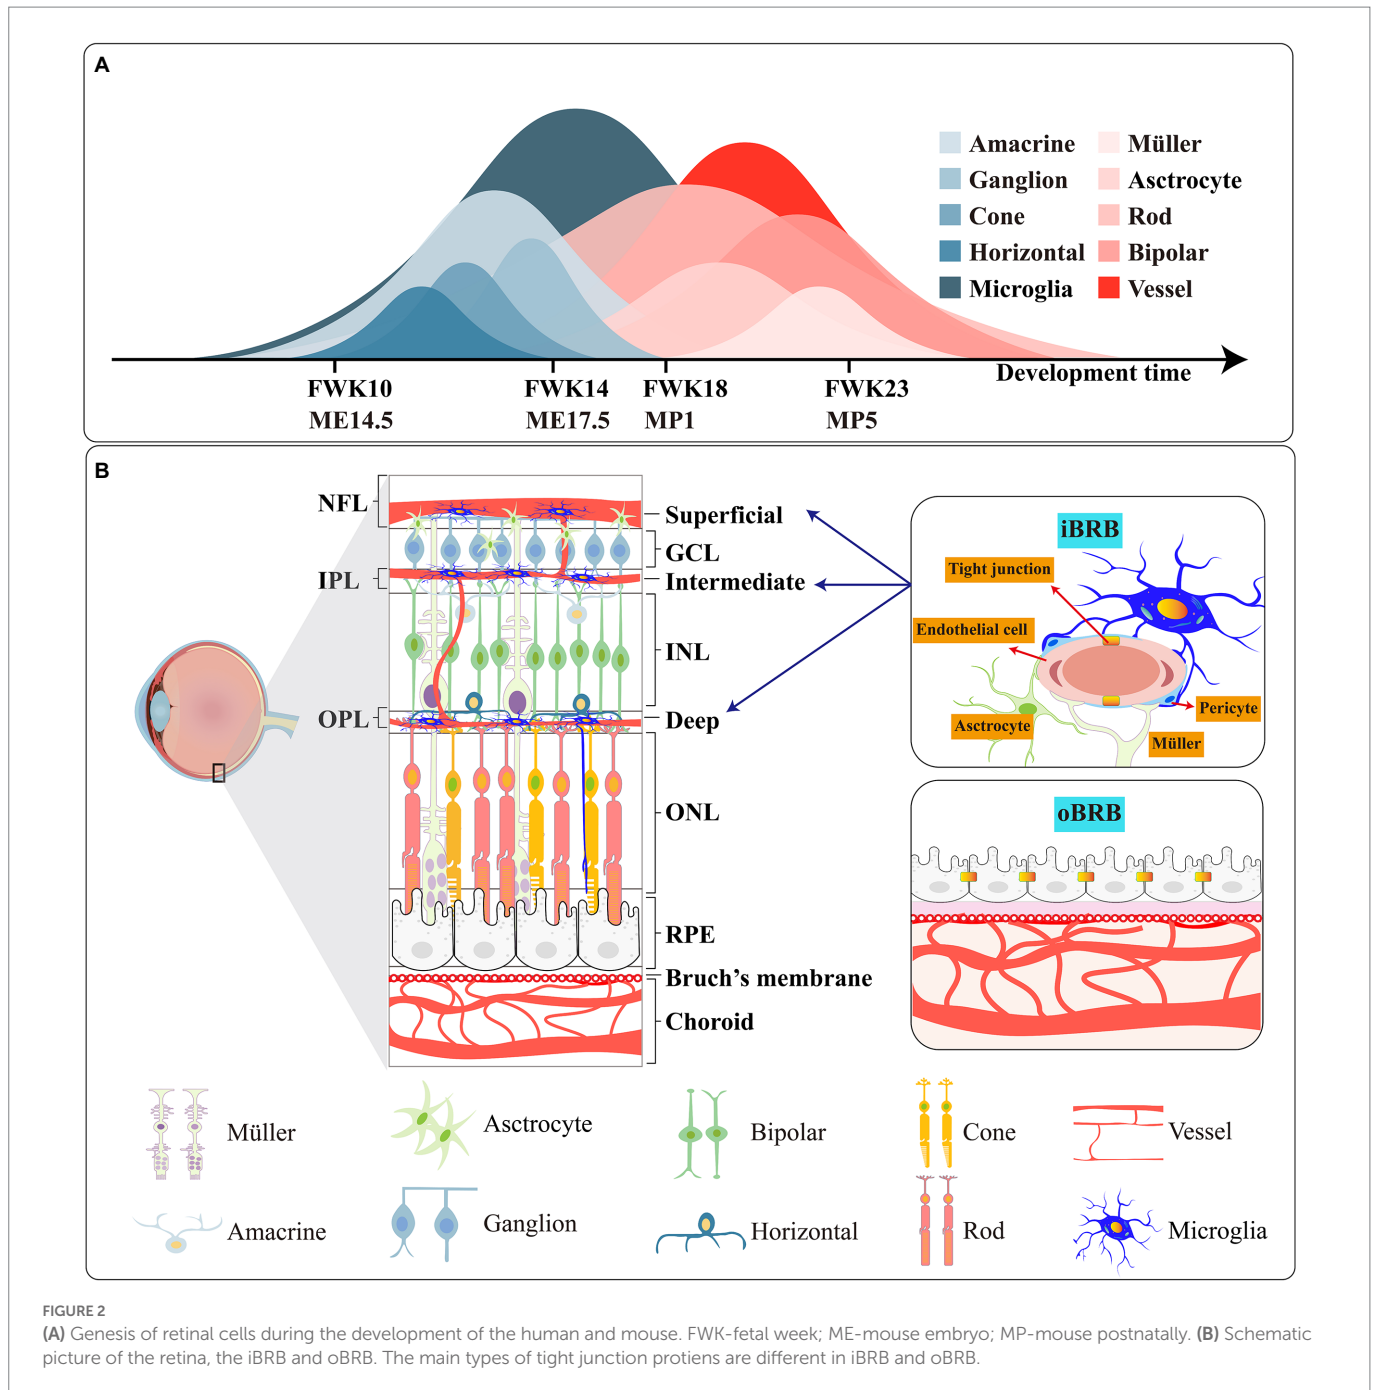 A
Amacrine
Müller
Ganglion
Asctrocyte
Cone
Rod
Horizontal
Bipolar
Microglia
Vessel
Development time
FWK10
FWK14
FWK18
FWK23
ME14.5
ME17.5
MP1
MP5
B
NFL
Superficial
GCL
IPL
Intermediate
INL
OPL
Deep
ONL
RPE
Bruch's membrane
Choroid
iBRB
Tight junction
Endothelial cell
Pericyte
Asctrocyte
Müller
oBRB
Müller
Asctrocyte
Bipolar
Cone
Vessel
Amacrine
Ganglion
Horizontal
Rod
Microglia
FIGURE 2
(A) Genesis of retinal cells during the development of the human and mouse. FWK-fetal week; ME-mouse embryo; MP-mouse postnatally. (B) Schematic
picture of the retina, the iBRB and oBRB. The main types of tight junction protiens are different in iBRB and oBRB.